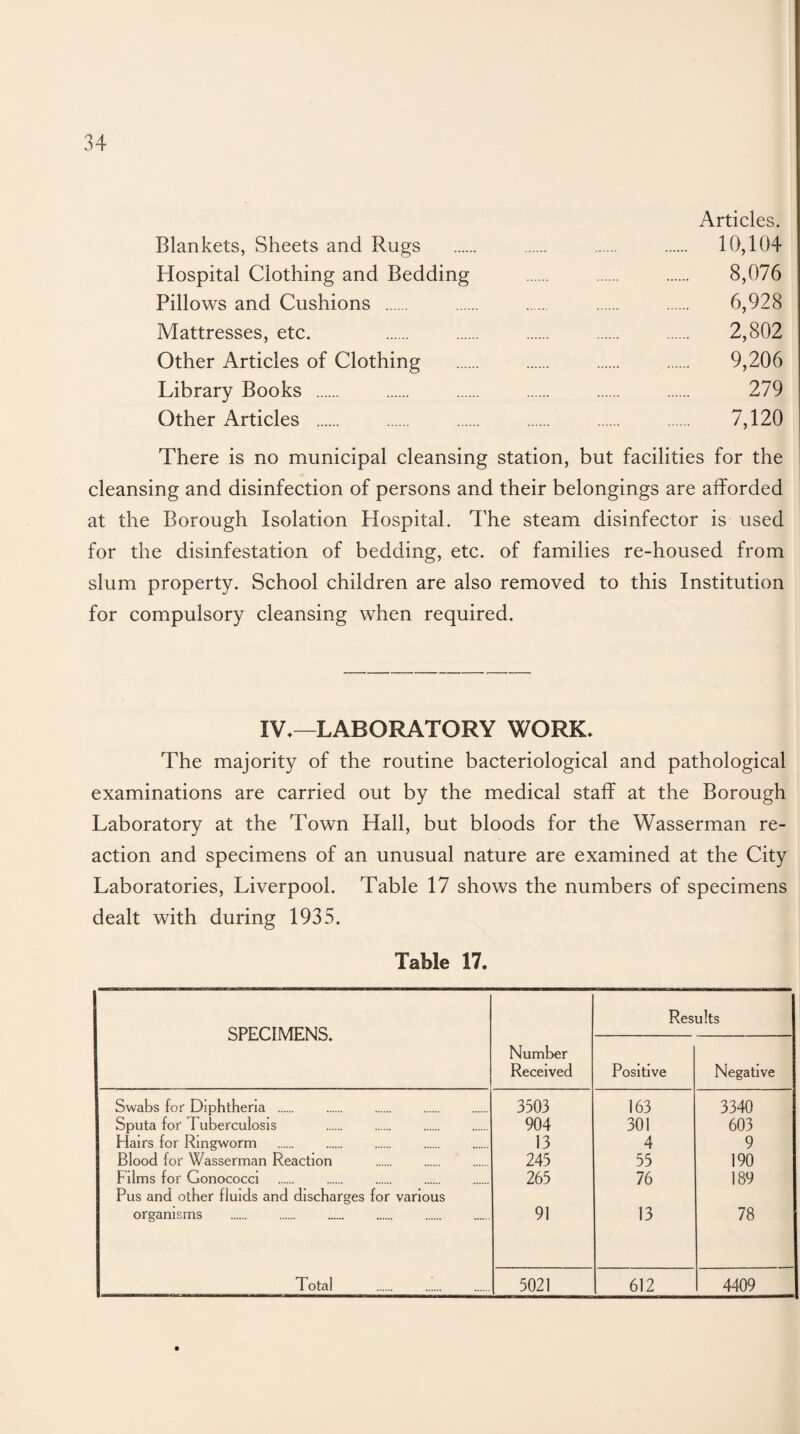 34
Articles.
Blankets, Sheets and Rugs ...... ...... ...... ...... 10,104
Hospital Clothing and Bedding ...... ...... ...... 8,076
Pillows and Cushions ...... ...... ...... ...... ...... 6,928
Mattresses, etc. ...... ...... ...... ...... ...... 2,802
Other Articles of Clothing ...... ...... ...... ...... 9,206
Library Books ...... ...... ...... ...... ...... ...... 279
Other Articles ...... ...... ...... ...... ...... ...... 7,120
There is no municipal cleansing station, but facilities for the
cleansing and disinfection of persons and their belongings are afforded
at the Borough Isolation Hospital. The steam disinfector is used
for the disinfestation of bedding, etc. of families re-housed from
slum property. School children are also removed to this Institution
for compulsory cleansing when required.
IV.—LABORATORY WORK.
The majority of the routine bacteriological and pathological
examinations are carried out by the medical staff at the Borough
Laboratory at the Town Hall, but bloods for the Wasserman re-
action and specimens of an unusual nature are examined at the City
Laboratories, Liverpool. Table 17 shows the numbers of specimens
dealt with during 1935.
Table 17.
SPECIMENS. Number Received Results
Positive Negative
Swabs for Diphtheria ...... ...... ...... ...... ...... 3503 163 3340
Sputa for Tuberculosis ...... ...... ...... ...... 904 301 603
Hairs for Ringworm ...... ...... ...... ...... ...... 13 4 9
Blood for Wasserman Reaction ...... ...... ...... 245 55 190
Films for Gonococci ...... ...... ...... ...... ...... 265 76 189
Pus and other fluids and discharges for various
organisms ...... ...... ...... ...... ...... ...... 91 13 78
Total ...... ...... ...... 5021 612 4409